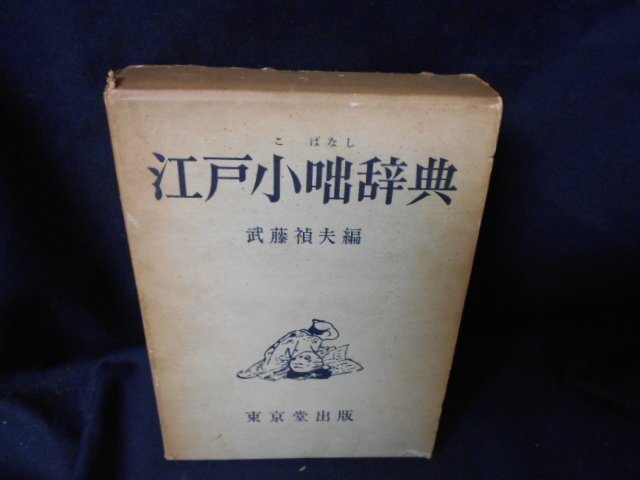 こ ばなし
江戸小咄辞典
武藤禎夫編
東京堂出版